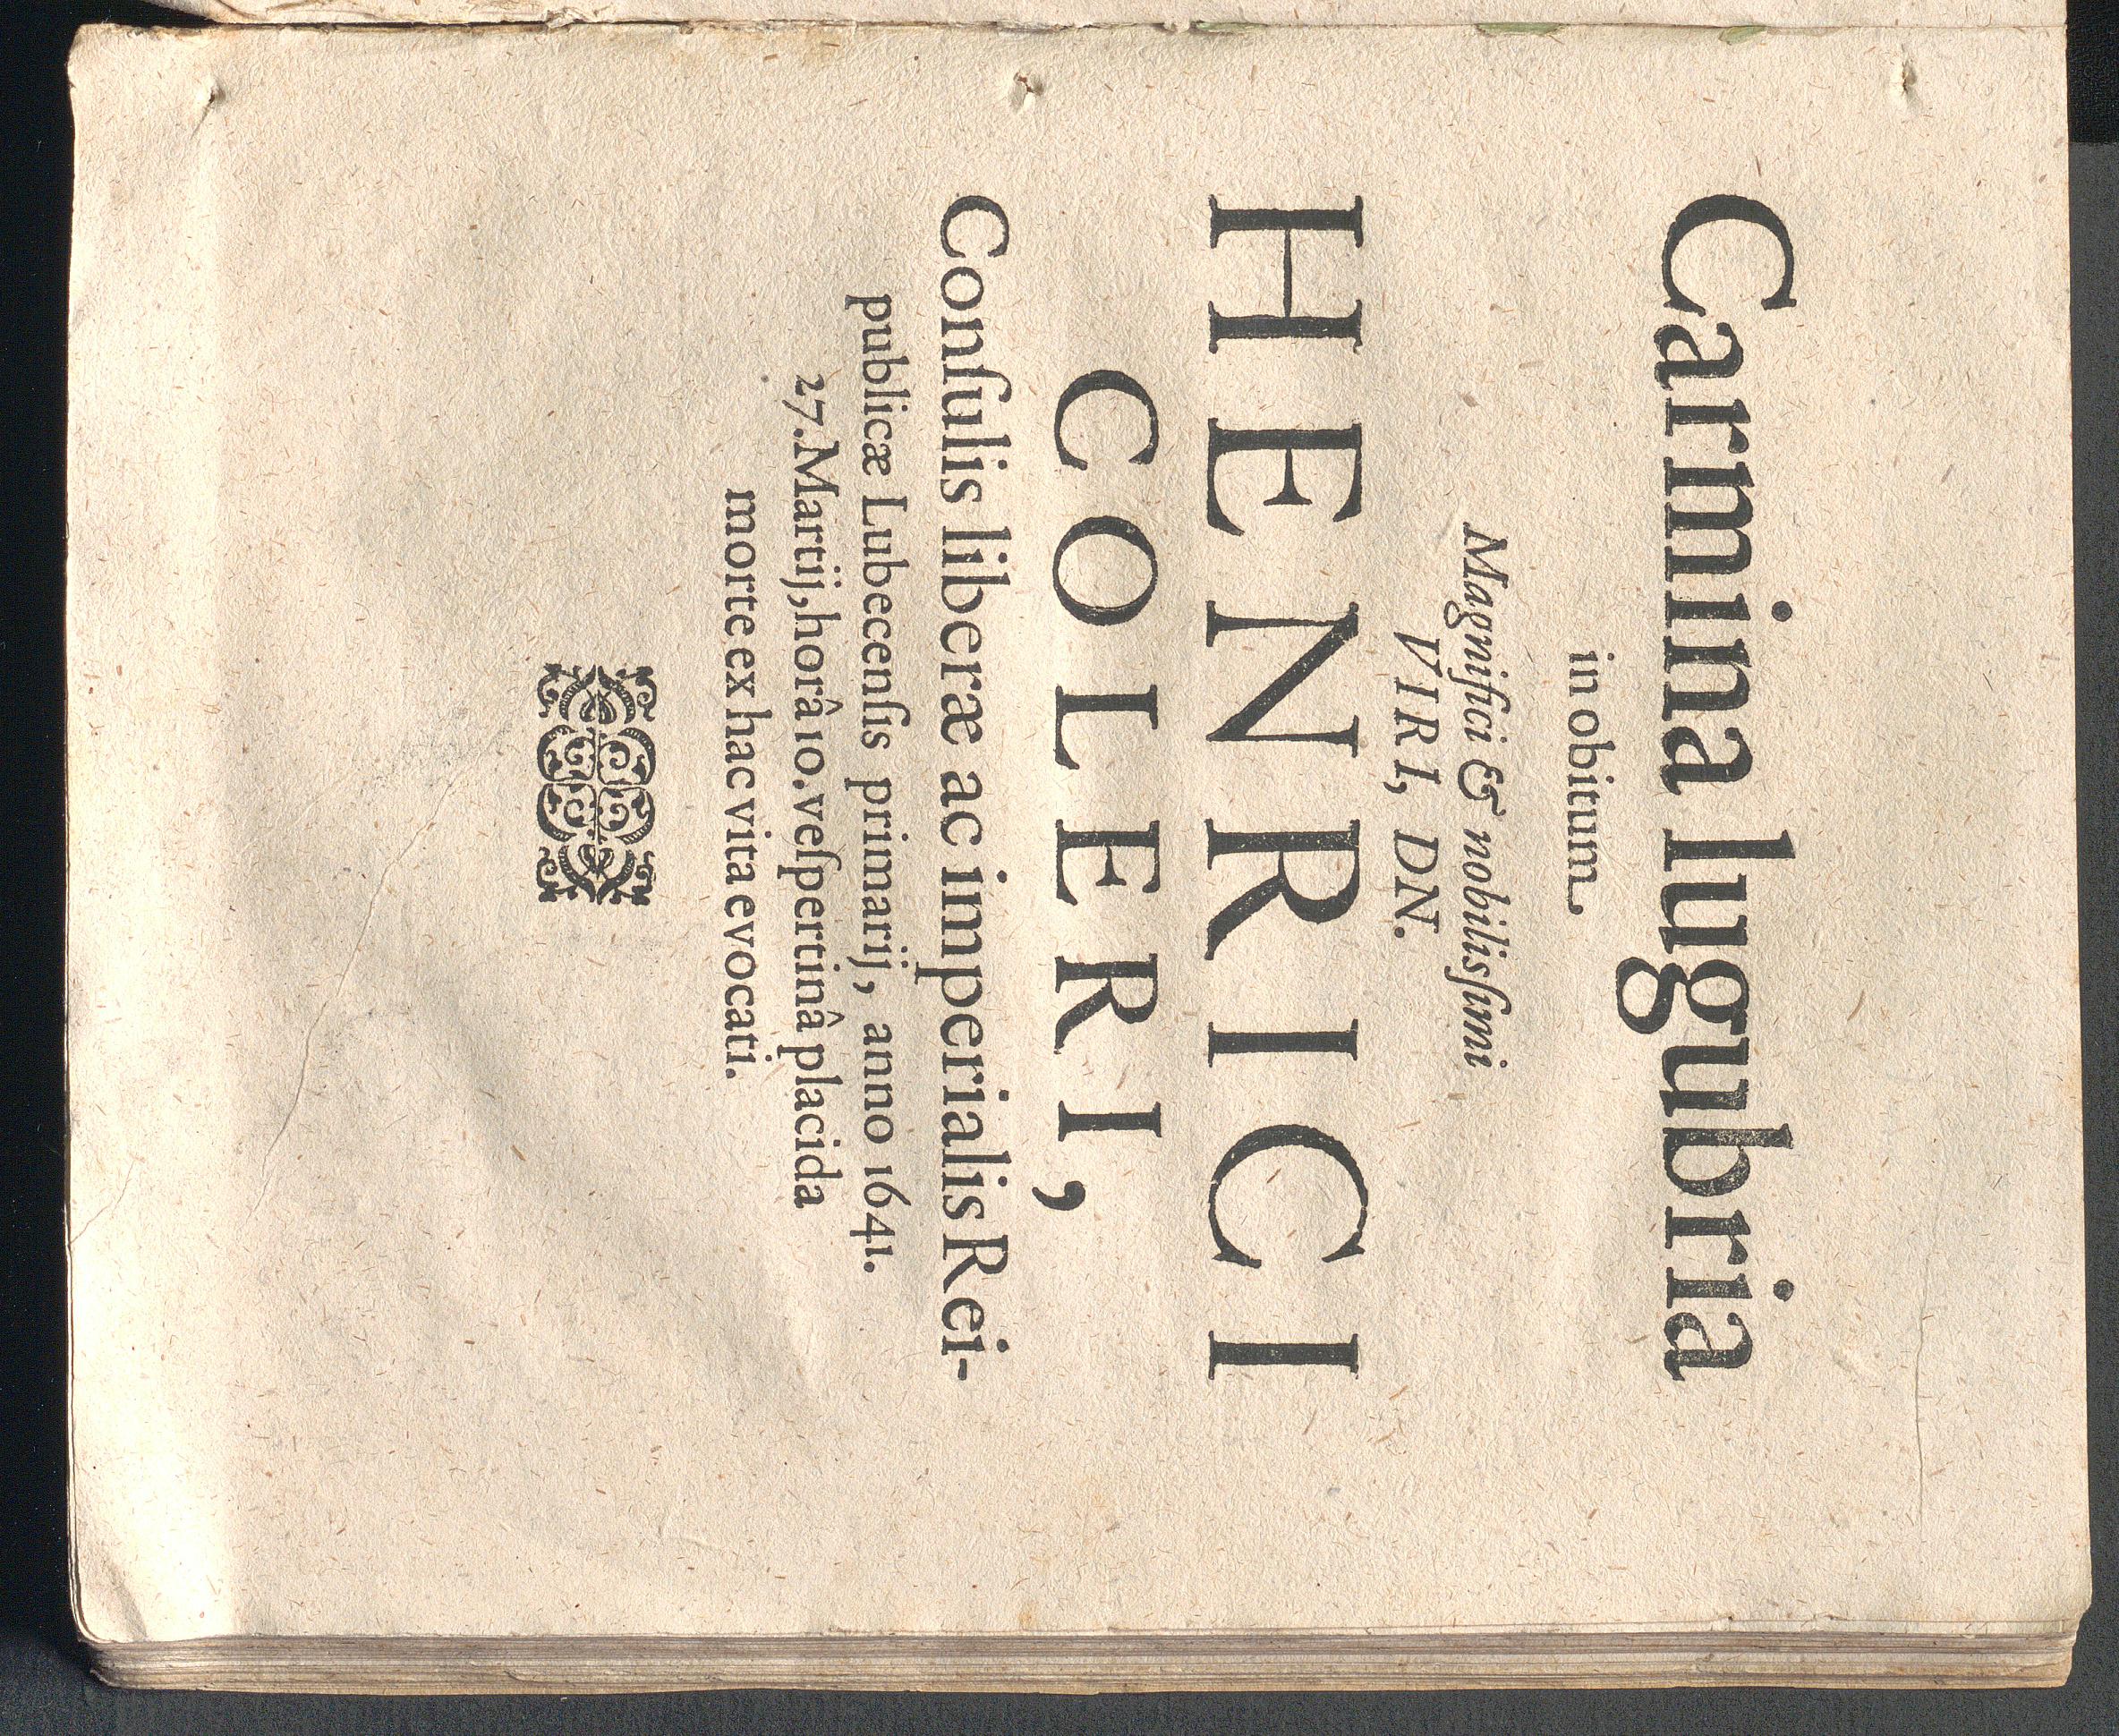 Carmina lugubria
in obitum
Magnifici & nobilisſimi
VIRI, DN.
HENRICI
COLERI,
Conſulis liberæ ac imperialis Rei-
publicæ Lubecenſis primarij, anno 1641.
27. Martij, horâ 10. veſpertinâ placida
morte ex hac vita evocati.